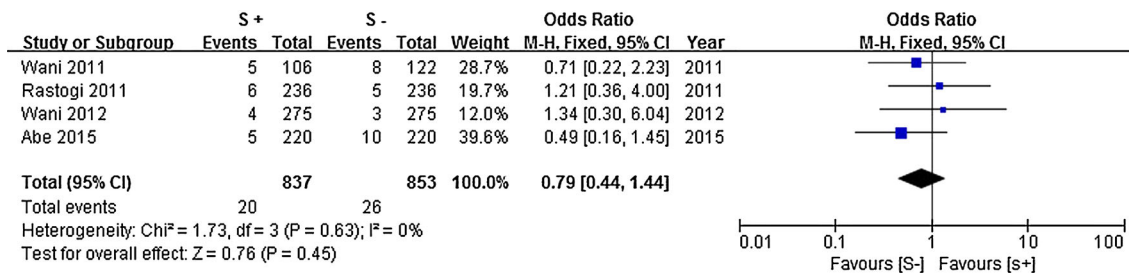 S + S - Odds Ratio Odds Ratio
Study or Subgroup Events Total Events Total Weight M-H, Fixed, 95% CI Year M-H, Fixed, 95% CI
Wani 2011 5 106 8 122 28.7% 0.71 [0.22, 2.23] 2011
Rastogi 2011 6 236 5 236 19.7% 1.21 [0.36, 4.00] 2011
Wani 2012 4 275 3 275 12.0% 1.34 [0.30, 6.04] 2012
Abe 2015 5 220 10 220 39.6% 0.49 [0.16, 1.45] 2015
Total (95% CI) 837 853 100.0% 0.79 [0.44, 1.44]
Total events 20 26
Heterogeneity: Chi² = 1.73, df = 3 (P = 0.63); I² = 0%
Test for overall effect: Z = 0.76 (P = 0.45)
0.01 0.1 1 10 100
Favours [S-] Favours [s+]